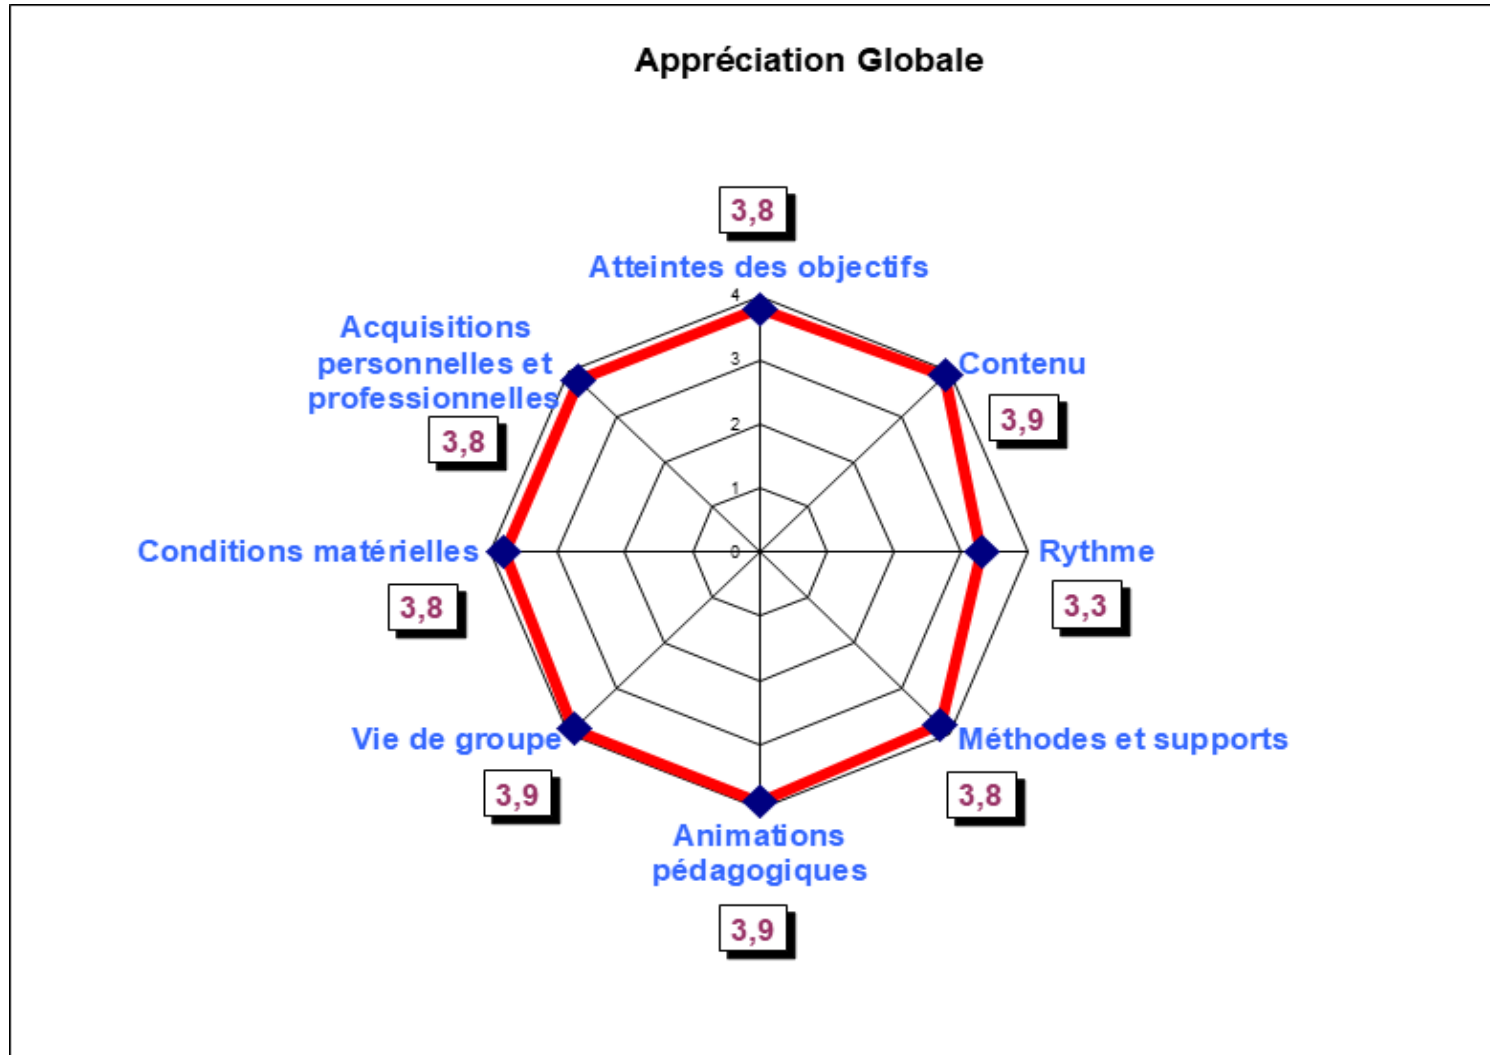 Appréciation Globale
3,8
Atteintes des objectifs
4
3
2
1
0
Contenu
3,9
Rythme
3,3
Méthodes et supports
3,8
Animations
pédagogiques
3,9
Vie de groupe
3,9
Conditions matérielles
3,8
Acquisitions
personnelles et
professionnelles
3,8